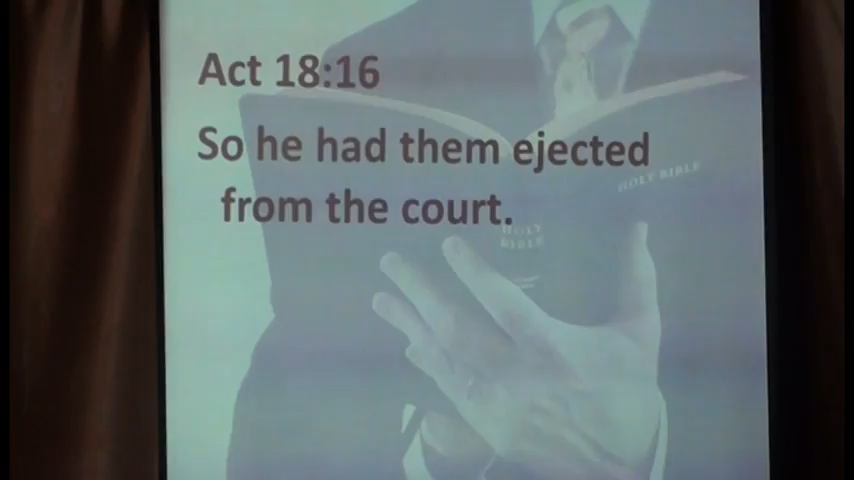 Act 18:16
So he had them ejected
from the court.
HOLY BIBLE
HOLY
BIBLE